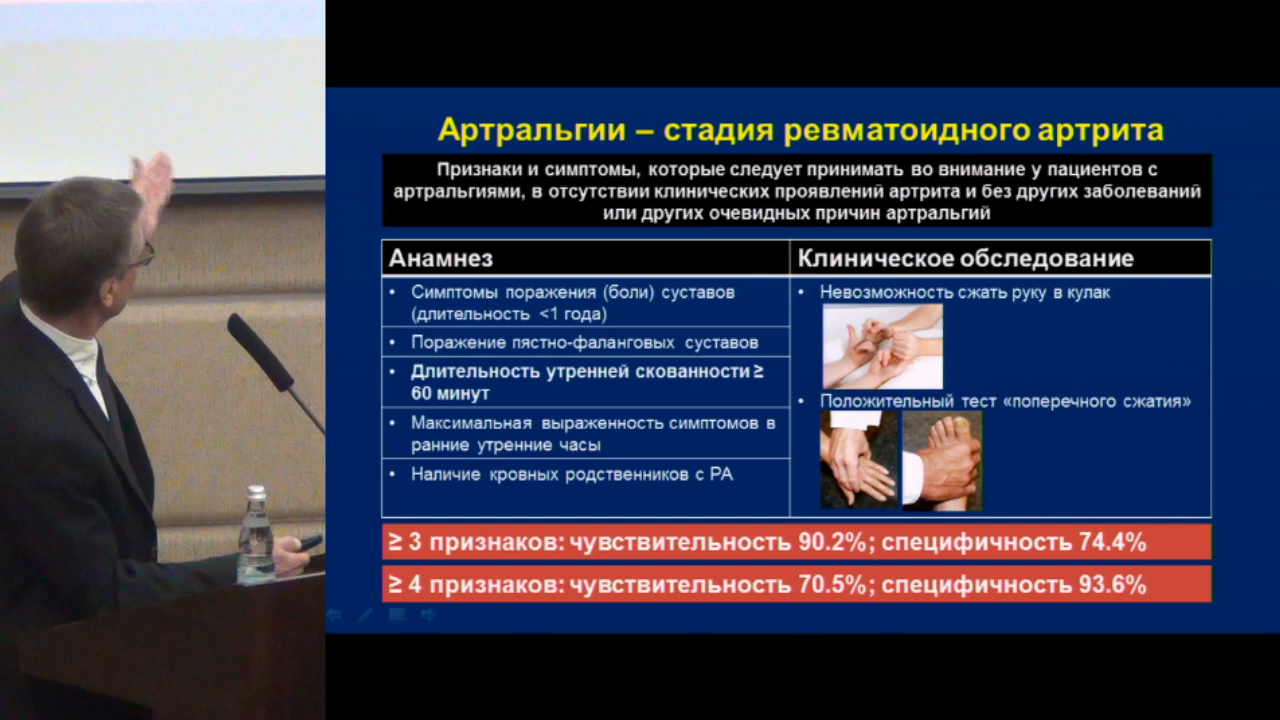 Артралгии – стадия ревматоидного артрита
Признаки и симптомы, которые следует принимать во внимание у пациентов с
артралгиями, в отсутствии клинических проявлений артрита и без других заболеваний
или других очевидных причин артралгий
Анамнез
• Симптомы поражения (боли) суставов
(длительность <1 года)
• Поражение пястно-фаланговых суставов
• Длительность утренней скованности ≥
60 минут
• Максимальная выраженность симптомов в
ранние утренние часы
• Наличие кровных родственников с РА
Клиническое обследование
• Невозможность сжать руку в кулак
• Положительный тест «поперечного сжатия»
≥ 3 признаков: чувствительность 90.2%; специфичность 74.4%
≥ 4 признаков: чувствительность 70.5%; специфичность 93.6%